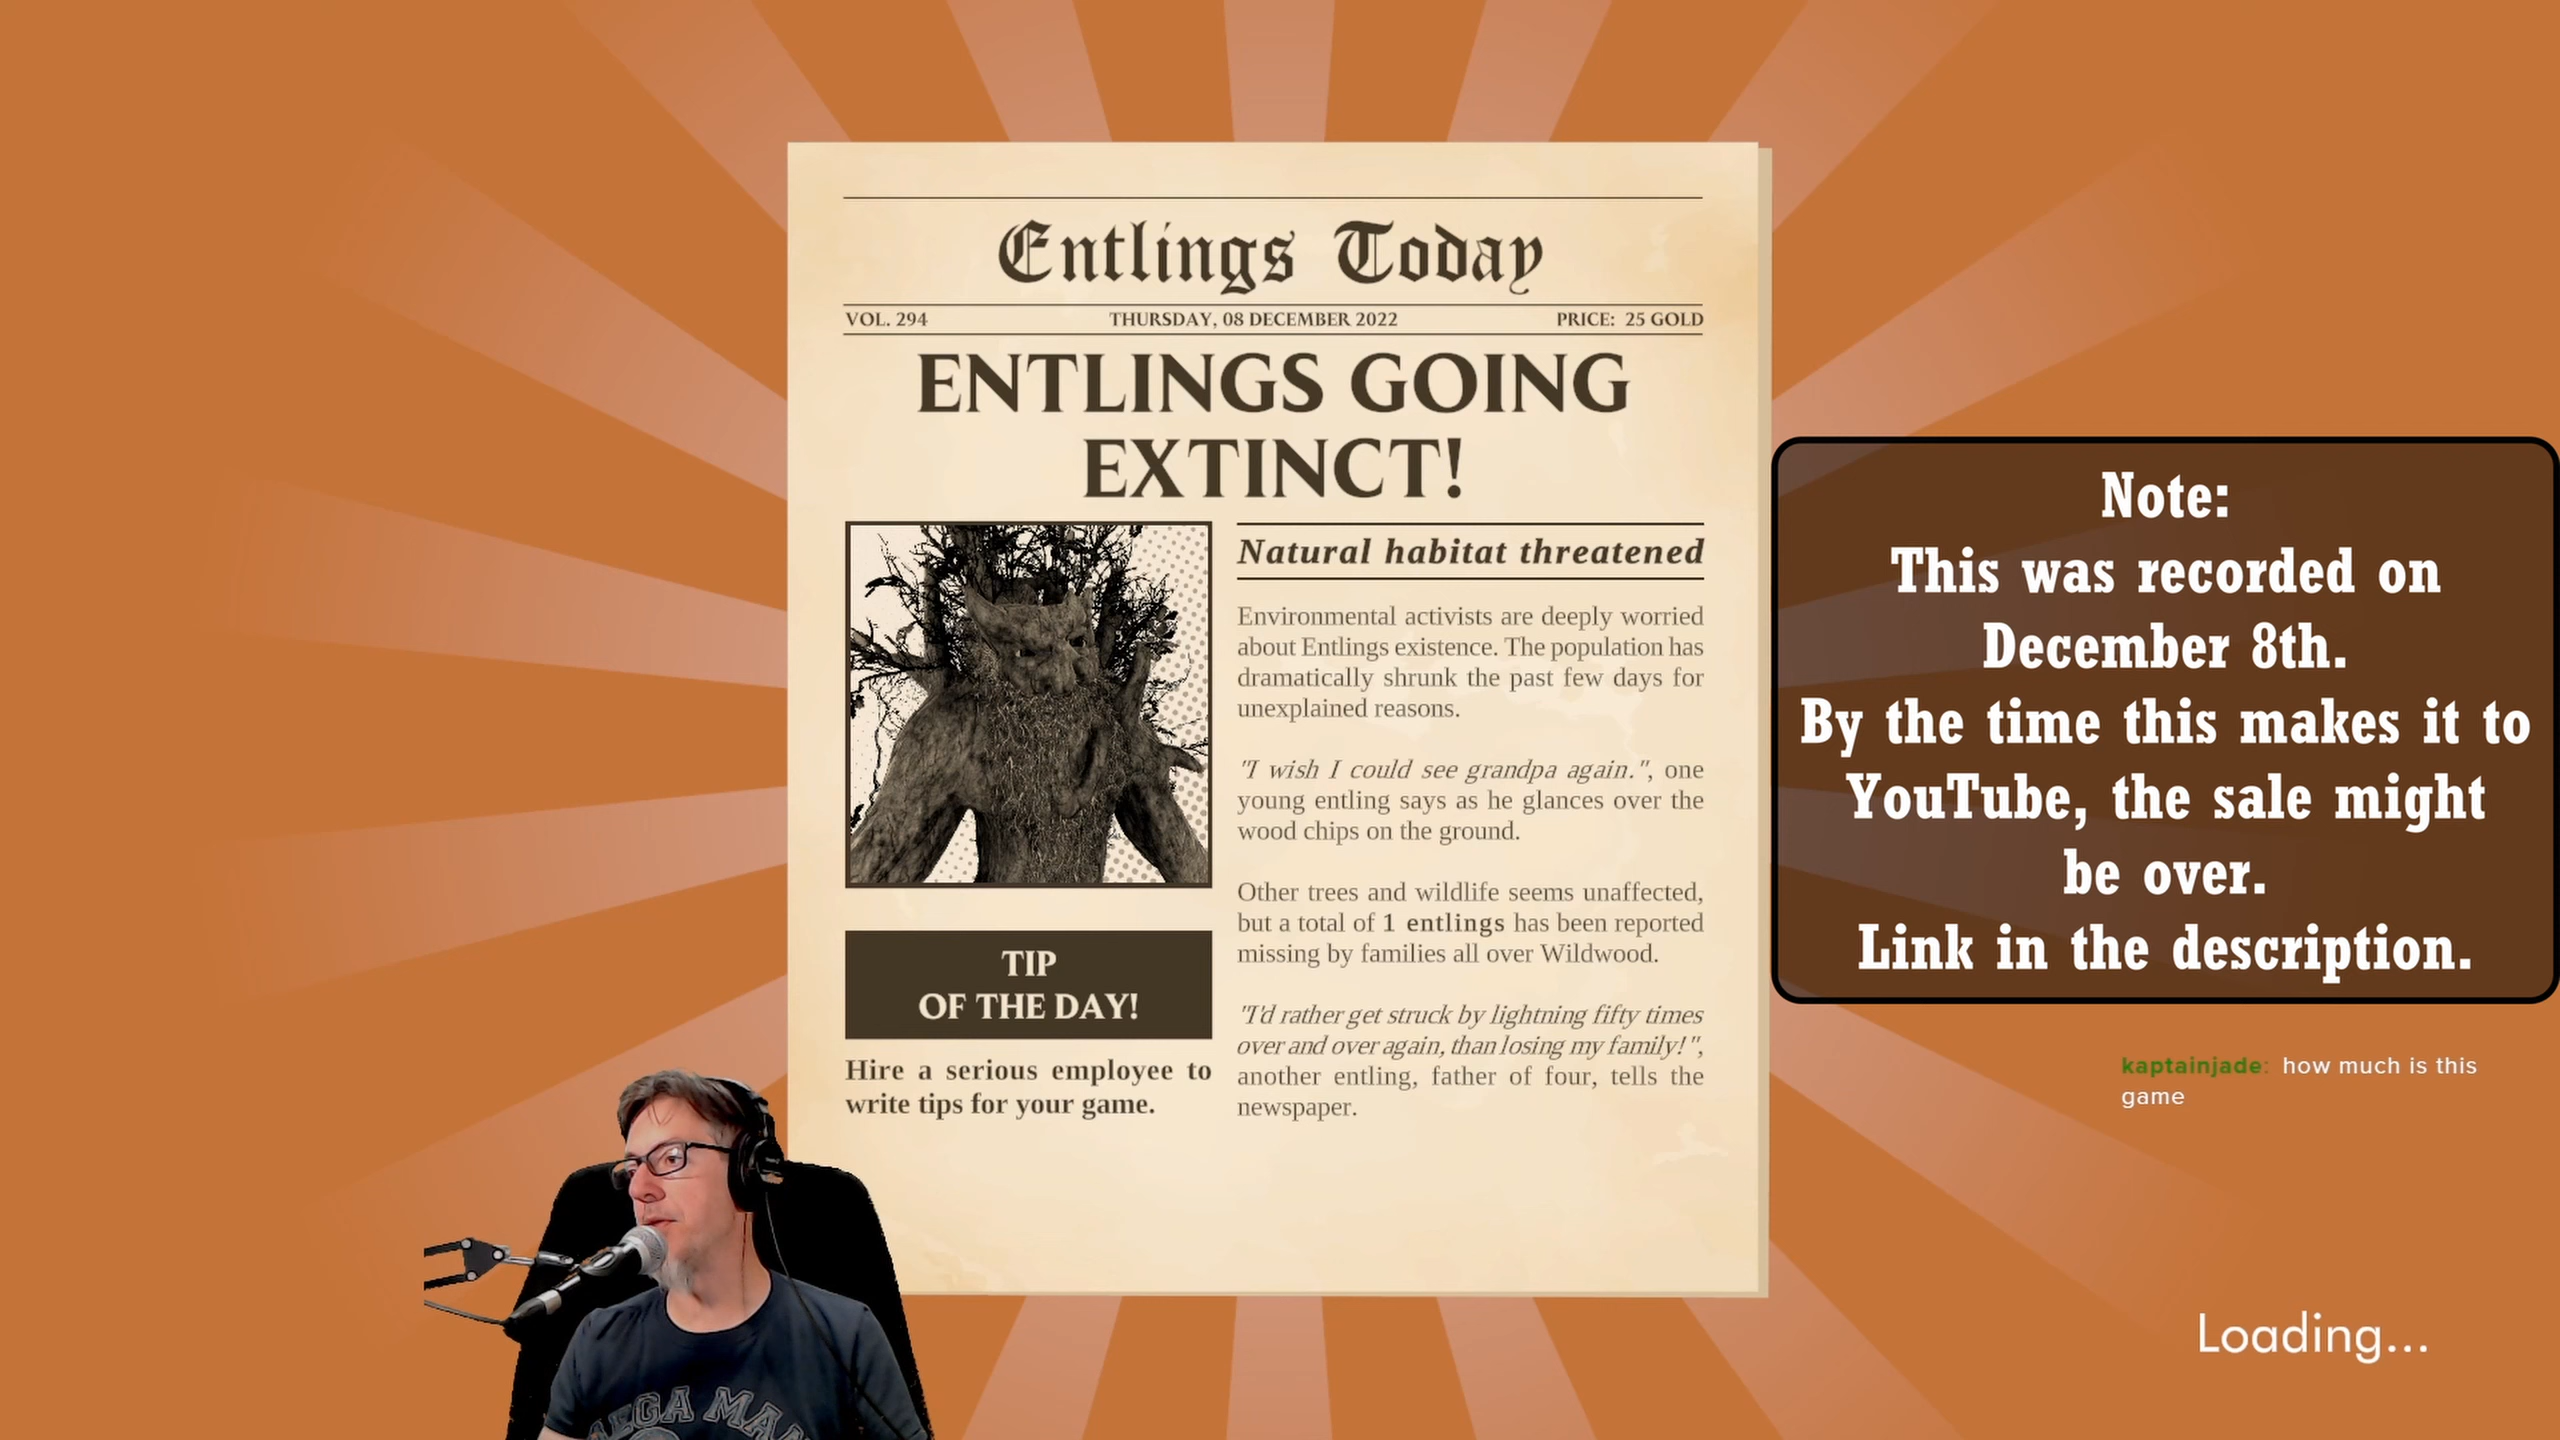 Entlings Today
VOL. 294 THURSDAY, 08 DECEMBER 2022 PRICE: 25 GOLD
ENTLINGS GOING
EXTINCT!
Natural habitat threatened
Environmental activists are deeply worried
about Entlings existence. The population has
dramatically shrunk the past few days for
unexplained reasons.
"I wish I could see grandpa again.", one
young entling says as he glances over the
wood chips on the ground.
Other trees and wildlife seems unaffected,
but a total of 1 entlings has been reported
missing by families all over Wildwood.
"I'd rather get struck by lightning fifty times
over and over again, than losing my family!",
another entling, father of four, tells the
newspaper.
TIP
OF THE DAY!
Hire a serious employee to
write tips for your game.
Note:
This was recorded on
December 8th.
By the time this makes it to
YouTube, the sale might
be over.
Link in the description.
kaptainjade: how much is this
game
Loading...
MAN